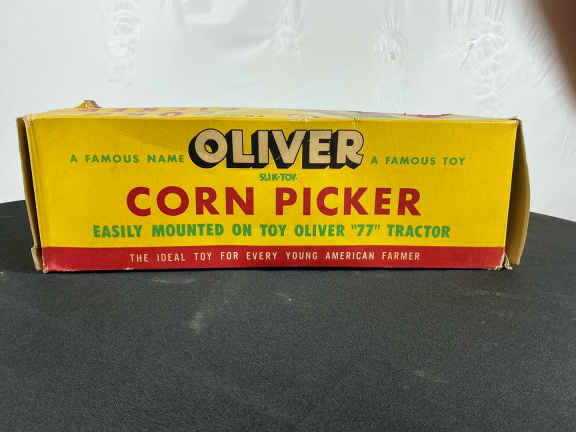 A FAMOUS NAME OLIVER A FAMOUS TOY
SLIK-TOY
CORN PICKER
EASILY MOUNTED ON TOY OLIVER "77" TRACTOR
THE IDEAL TOY FOR EVERY YOUNG AMERICAN FARMER